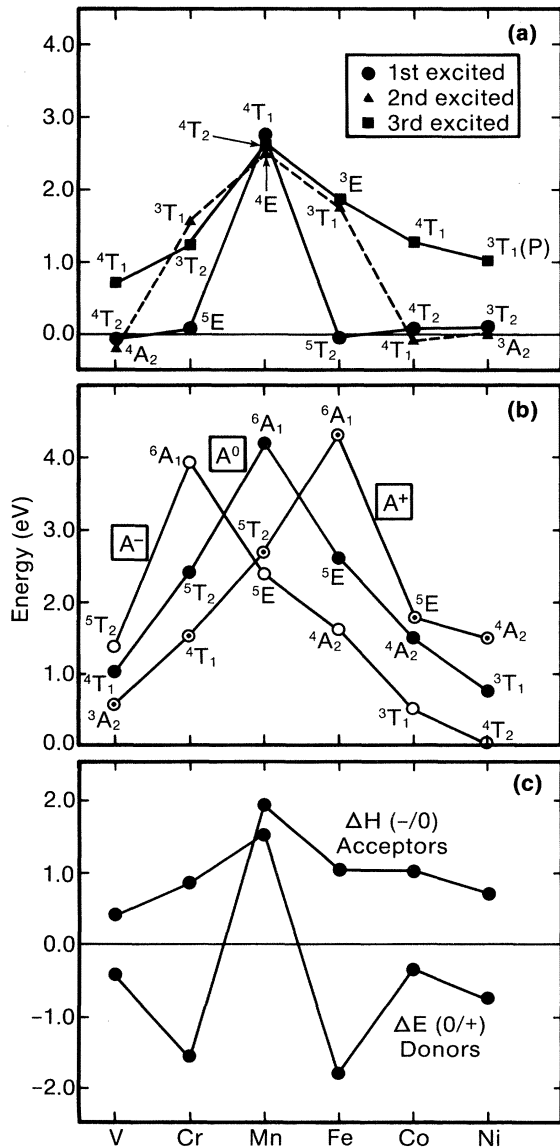 (a)
4.0
3.0
2.0
1.0
0.0
● 1st excited
▲ 2nd excited
■ 3rd excited
⁴T₁
⁴T₂
⁴E
³T₁
³E
³T₁
⁴T₁
³T₂
⁴T₁
³T₁(P)
⁴T₂
⁵E
⁴T₂
³T₂
⁴A₂
⁵T₂
⁴T₁
³A₂
(b)
Energy (eV)
4.0
3.0
2.0
1.0
0.0
⁶A₁
⁶A₁
A⁰
⁶A₁
A⁻
A⁺
⁵T₂
⁵T₂
⁵T₂
⁵E
⁵E
⁵E
⁴A₂
⁴T₁
⁴T₁
⁴A₂
⁴A₂
³A₂
³T₁
³T₁
⁴T₂
(c)
2.0
1.0
0.0
-1.0
-2.0
ΔH (-/0)
Acceptors
ΔE (0/+)
Donors
V Cr Mn Fe Co Ni